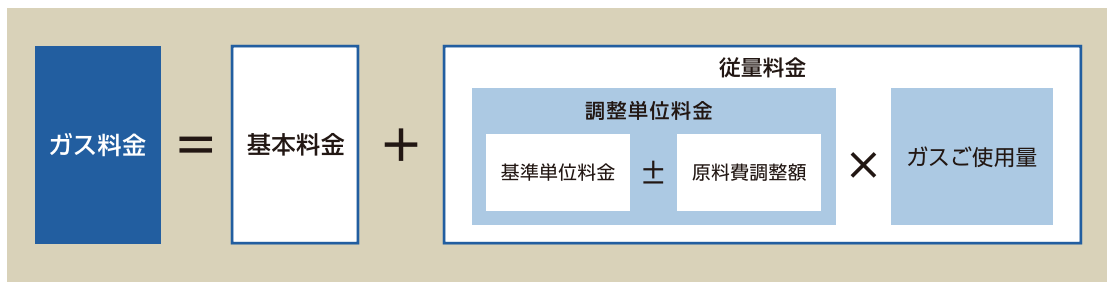 ガス料金
=
基本料金
+
従量料金
調整単位料金
基準単位料金
±
原料費調整額
×
ガスご使用量